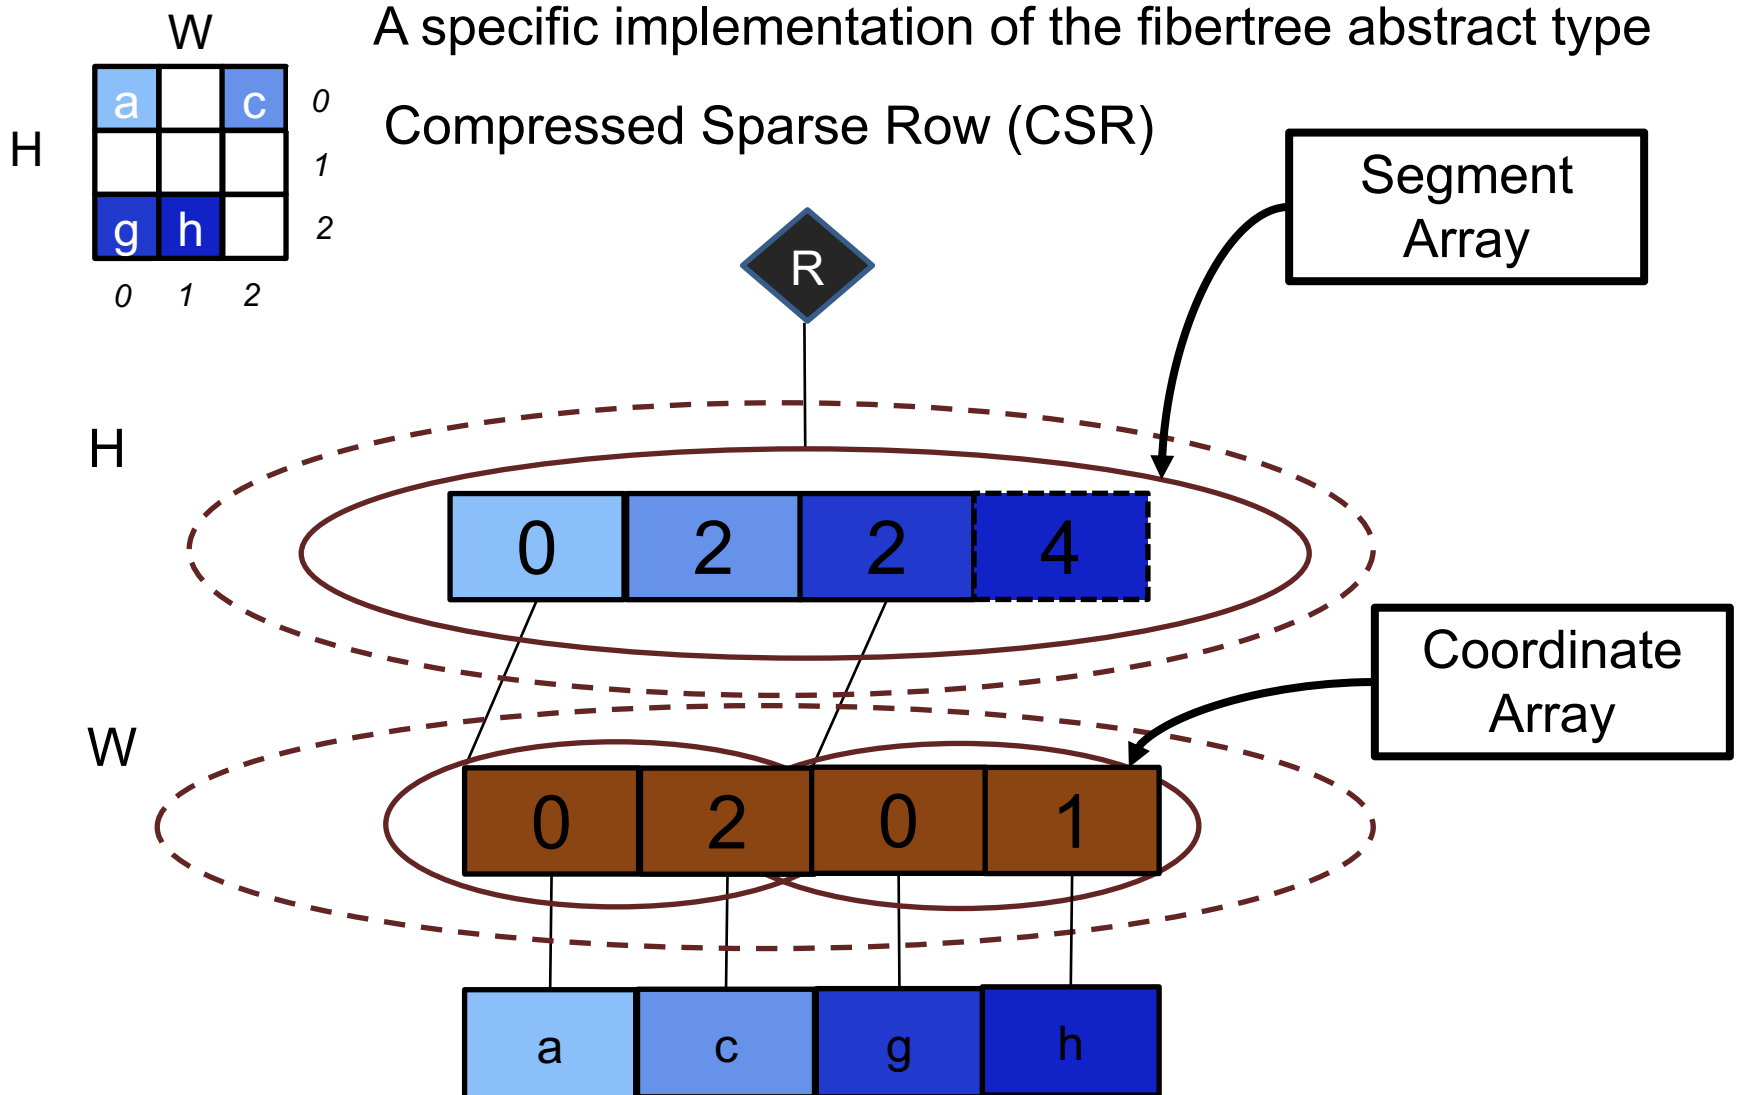 A specific implementation of the fibertree abstract type
W
a c 0
H
1
g h 2
0 1 2
Compressed Sparse Row (CSR)
Segment
Array
R
H
0 2 2 4
Coordinate
Array
W
0 2 0 1
a c g h